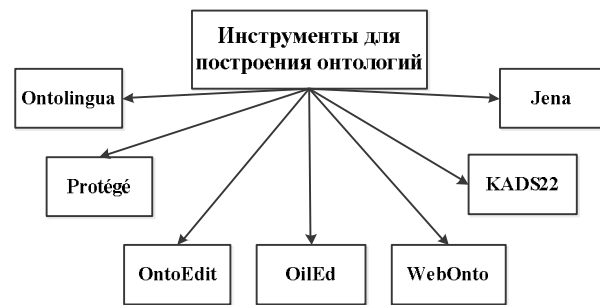 Инструменты для
построения онтологий
Ontolingua
Jena
Protégé
KADS22
OntoEdit
OilEd
WebOnto